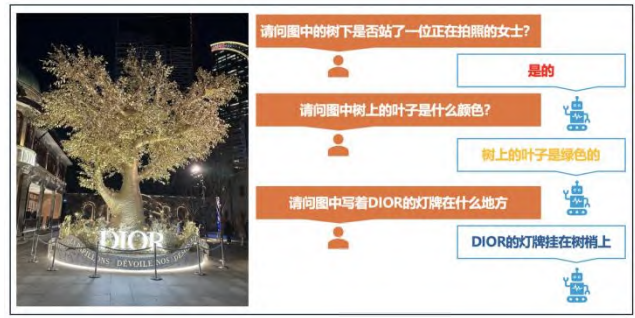 请问图中的树下是否站了一位正在拍照的女士?
是的
请问图中树上的叶子是什么颜色?
树上的叶子是绿色的
请问图中写着DIOR的灯牌在什么地方
DIOR的灯牌挂在树梢上
DIOR
DÉVOILE NOS